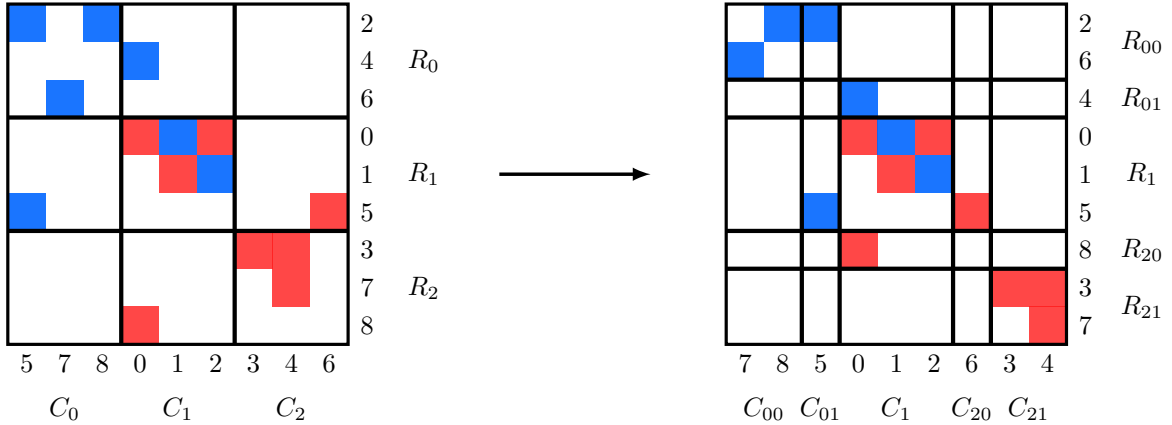 2
4 R_0
6
0
1 R_1
5
3
7 R_2
8
5 7 8 0 1 2 3 4 6
C_0 C_1 C_2
2
6 R_00
4 R_01
0
1 R_1
5
8 R_20
3
7 R_21
7 8 5 0 1 2 6 3 4
C_00 C_01 C_1 C_20 C_21